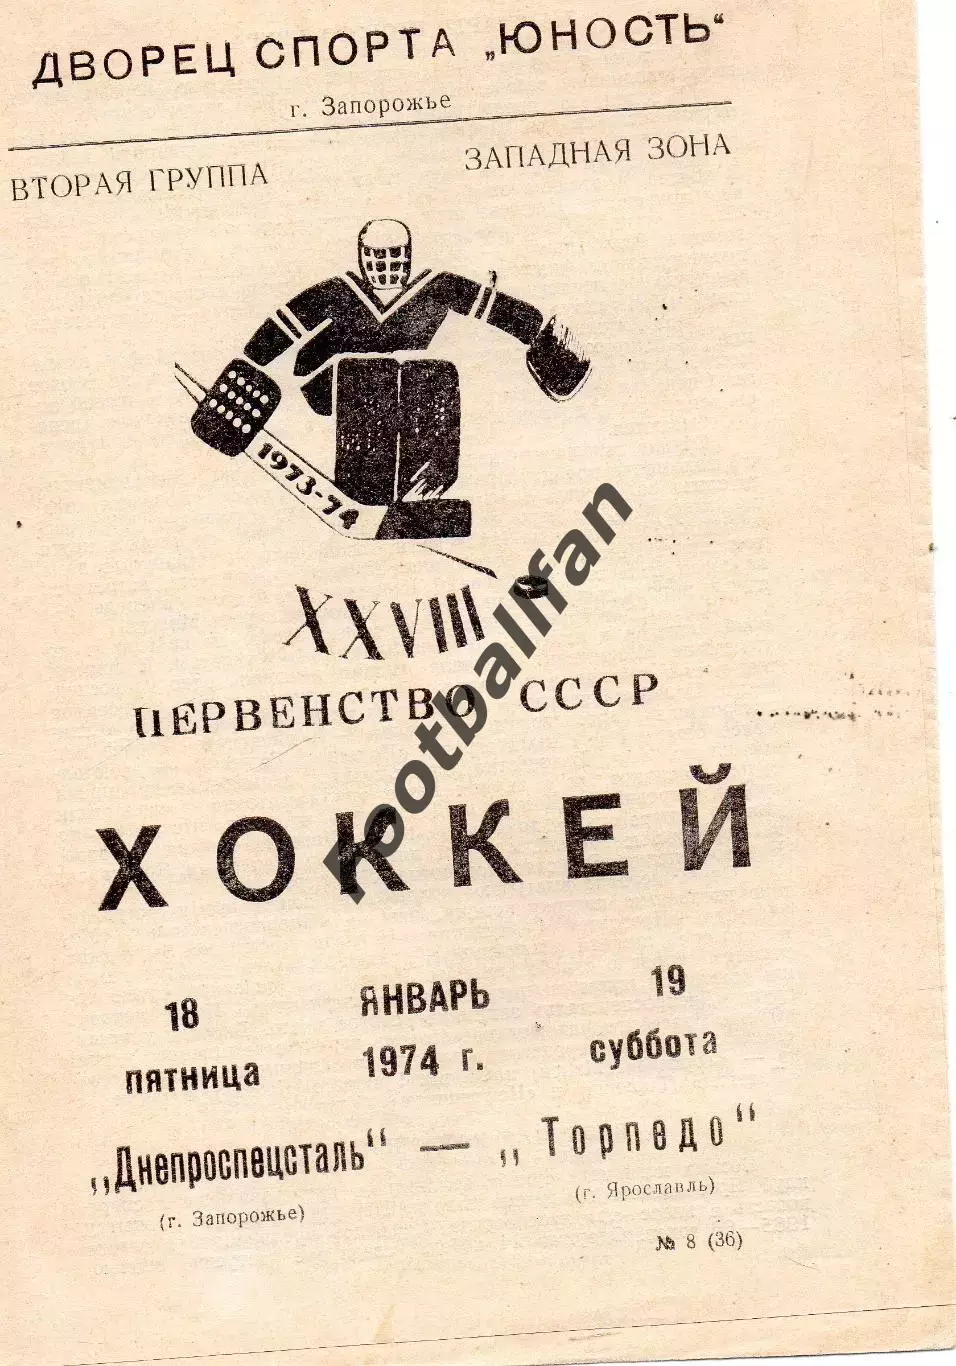 ДВОРЕЦ СПОРТА „ЮНОСТЬ“
г. Запорожье
ВТОРАЯ ГРУППА ЗАПАДНАЯ ЗОНА
1973-74
XXVIII
ПЕРВЕНСТВО СССР
ХОККЕЙ
18 ЯНВАРЬ 19
пятница 1974 г. суббота
„Днепроспецсталь“ — „Торпедо“
(г. Запорожье) (г. Ярославль)
№ 8 (36)
footballfan